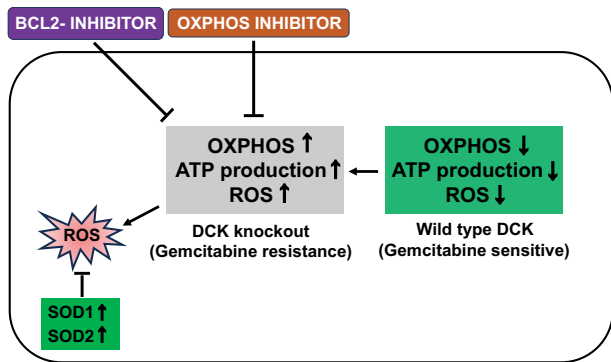 BCL2- INHIBITOR
OXPHOS INHIBITOR
OXPHOS ↑
ATP production ↑
ROS ↑
DCK knockout
(Gemcitabine resistance)
OXPHOS ↓
ATP production ↓
ROS ↓
Wild type DCK
(Gemcitabine sensitive)
ROS
SOD1 ↑
SOD2 ↑